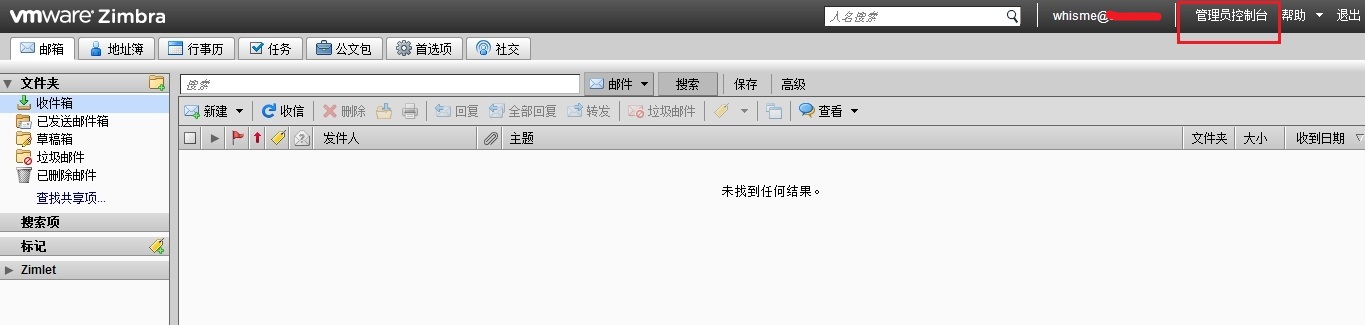 vmware Zimbra 人名搜索 whisme@ 管理员控制台 帮助 退出
邮箱 地址簿 行事历 任务 公文包 首选项 社交
文件夹 搜索 邮件 搜索 保存 高级
收件箱 新建 收信 删除 回复 全部回复 转发 垃圾邮件 查看
已发送邮件箱
草稿箱 发件人 主题 文件夹 大小 收到日期
垃圾邮件
已删除邮件
查找共享项... 未找到任何结果。
搜索项
标记
Zimlet